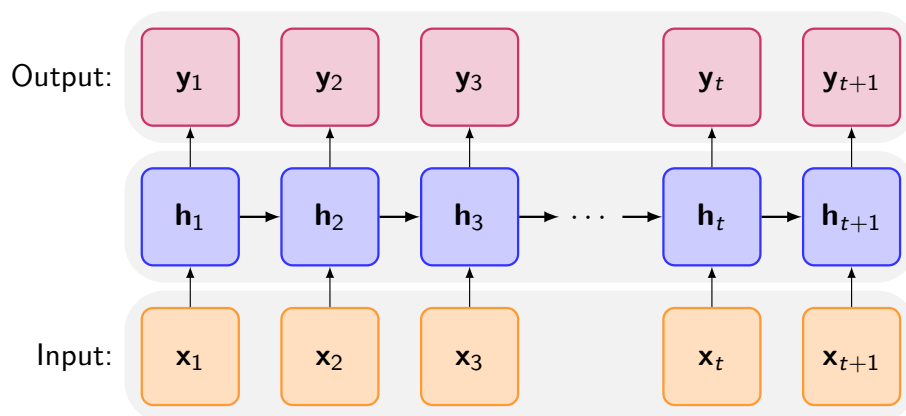 Output: y₁ y₂ y₃ yₜ yₜ₊₁
h₁ h₂ h₃ ··· hₜ hₜ₊₁
Input: x₁ x₂ x₃ xₜ xₜ₊₁